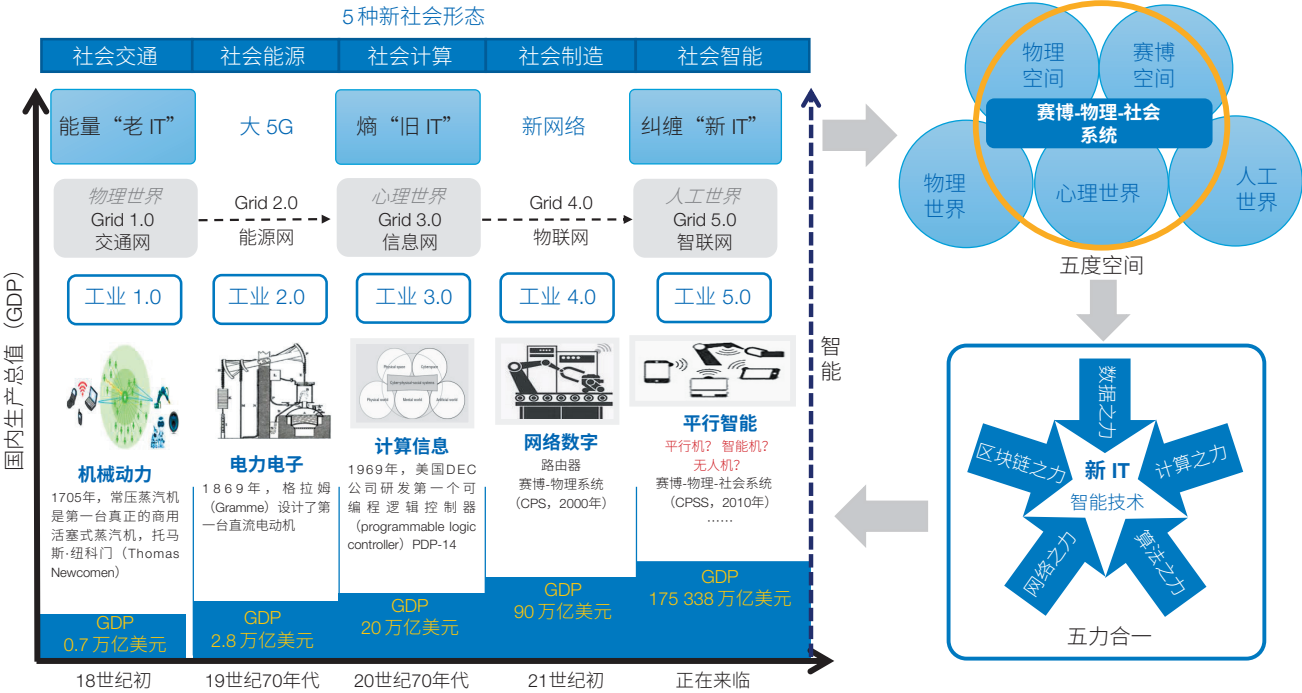 5种新社会形态
社会交通
社会能源
社会计算
社会制造
社会智能
能量“老 IT”
大 5G
熵“旧 IT”
新网络
纠缠“新 IT”
物理世界
Grid 1.0
交通网
Grid 2.0
能源网
心理世界
Grid 3.0
信息网
Grid 4.0
物联网
人工世界
Grid 5.0
智联网
工业 1.0
工业 2.0
工业 3.0
工业 4.0
工业 5.0
国内生产总值（GDP）
智能
机械动力
1705年，常压蒸汽机
是第一台真正的商用
活塞式蒸汽机，托马
斯·纽科门（Thomas
Newcomen）
电力电子
1869年，格拉姆
（Gramme）设计了第
一台直流电动机
Physical space
Cyberspace
Cyber-physical-social systems
Physical world
Mental world
Artificial world
计算信息
1969年，美国DEC
公司研发第一个可
编程逻辑控制器
（programmable logic
controller）PDP-14
网络数字
路由器
赛博-物理系统
（CPS，2000年）
平行智能
平行机？ 智能机？
无人机？
赛博-物理-社会系统
（CPSS，2010年）
……
GDP
0.7 万亿美元
GDP
2.8 万亿美元
GDP
20 万亿美元
GDP
90 万亿美元
GDP
175 338 万亿美元
18世纪初
19世纪70年代
20世纪70年代
21世纪初
正在来临
物理
空间
赛博
空间
赛博-物理-社会
系统
物理
世界
心理世界
人工
世界
五度空间
数据之力
区块链之力
计算之力
新 IT
智能技术
网络之力
算法之力
五力合一